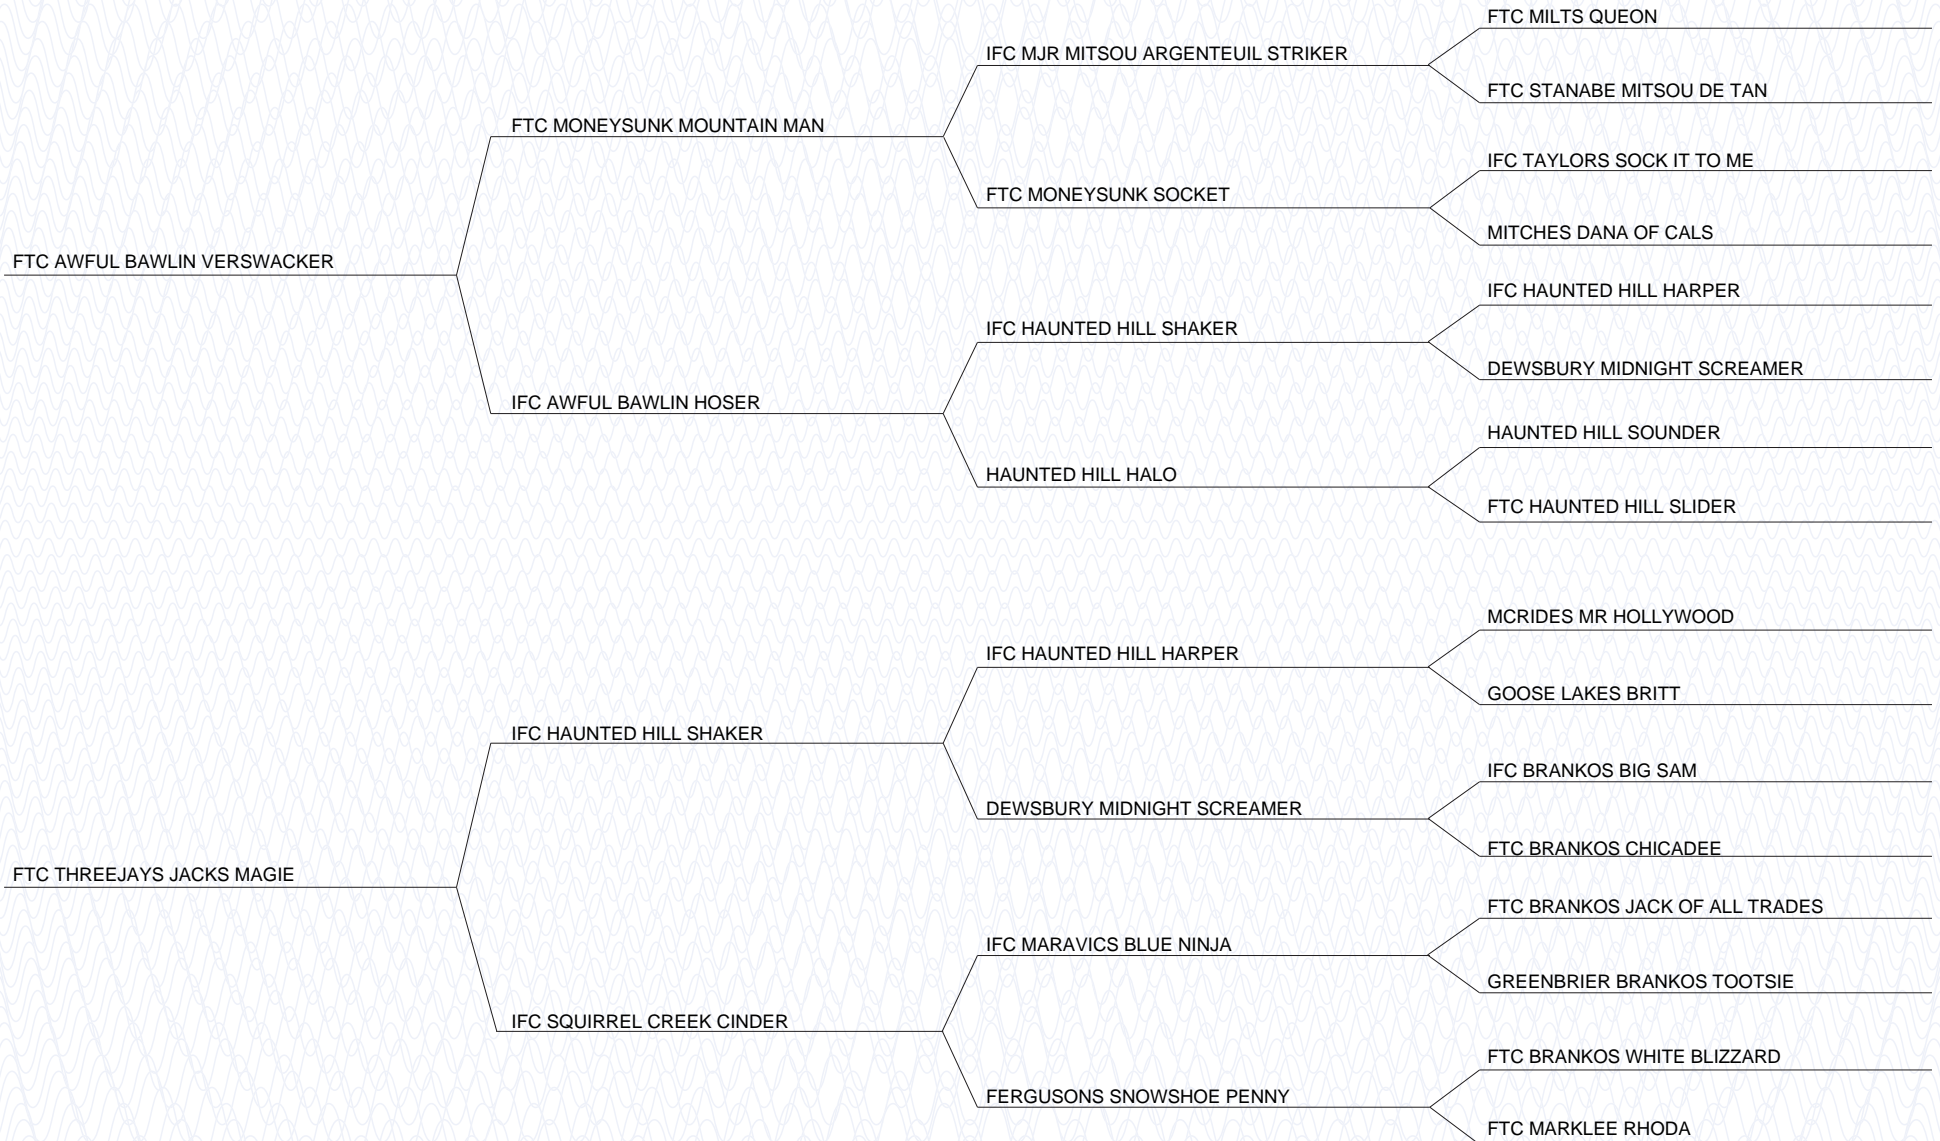 FTC MILTS QUEON
IFC MJR MITSOU ARGENTEUIL STRIKER
FTC STANABE MITSOU DE TAN
FTC MONEYSUNK MOUNTAIN MAN
IFC TAYLORS SOCK IT TO ME
FTC MONEYSUNK SOCKET
MITCHES DANA OF CALS
FTC AWFUL BAWLIN VERSWACKER
IFC HAUNTED HILL HARPER
IFC HAUNTED HILL SHAKER
DEWSBURY MIDNIGHT SCREAMER
IFC AWFUL BAWLIN HOSER
HAUNTED HILL SOUNDER
HAUNTED HILL HALO
FTC HAUNTED HILL SLIDER
MCRIDES MR HOLLYWOOD
IFC HAUNTED HILL HARPER
GOOSE LAKES BRITT
IFC HAUNTED HILL SHAKER
IFC BRANKOS BIG SAM
DEWSBURY MIDNIGHT SCREAMER
FTC BRANKOS CHICADEE
FTC THREEJAYS JACKS MAGIE
FTC BRANKOS JACK OF ALL TRADES
IFC MARAVICS BLUE NINJA
GREENBRIER BRANKOS TOOTSIE
IFC SQUIRREL CREEK CINDER
FTC BRANKOS WHITE BLIZZARD
FERGUSONS SNOWSHOE PENNY
FTC MARKLEE RHODA